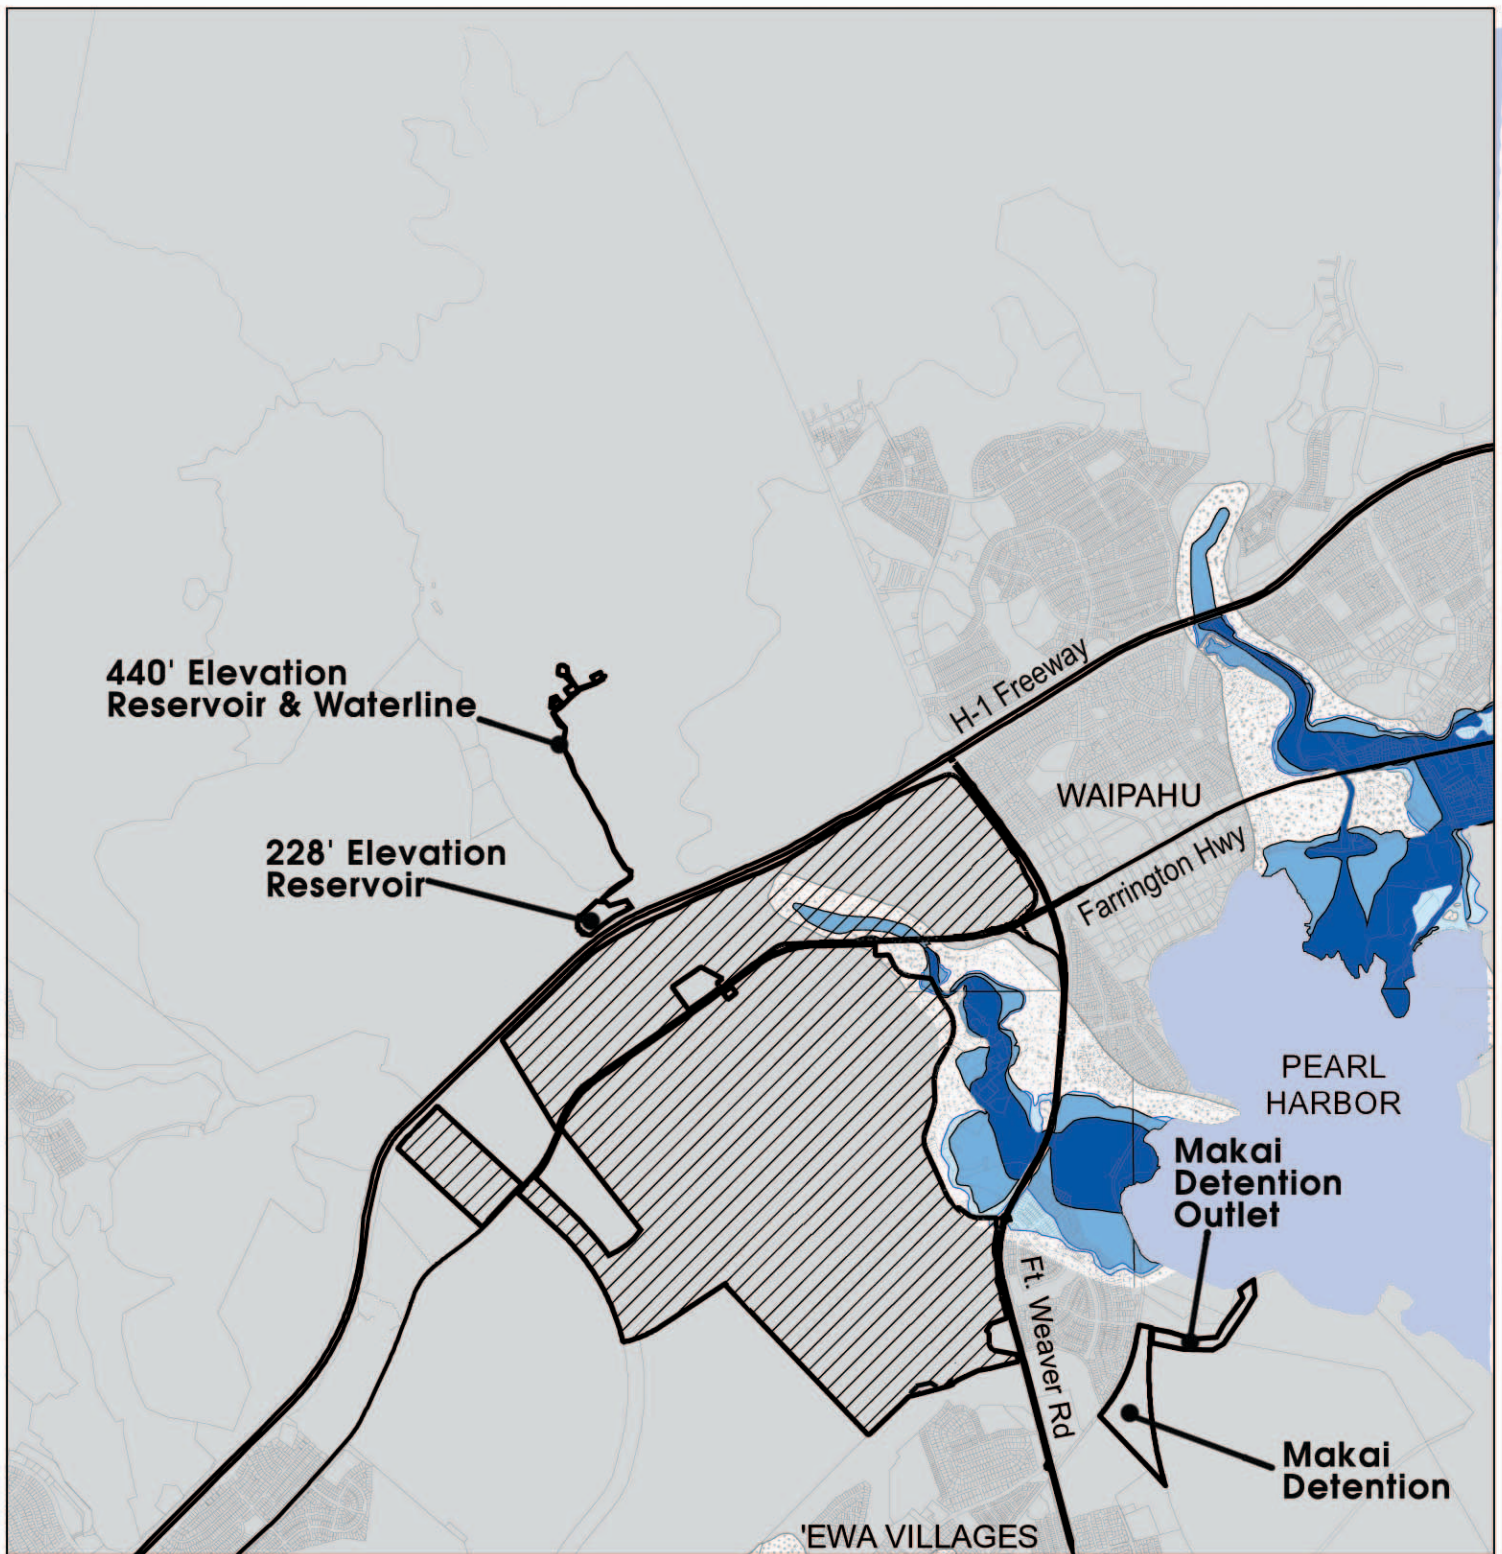 440' Elevation
Reservoir & Waterline
H-1 Freeway
WAIPAHU
228' Elevation
Reservoir
Farrington Hwy
PEARL
HARBOR
Makai
Detention
Outlet
Ft. Weaver Rd
Makai
Detention
'EWA VILLAGES